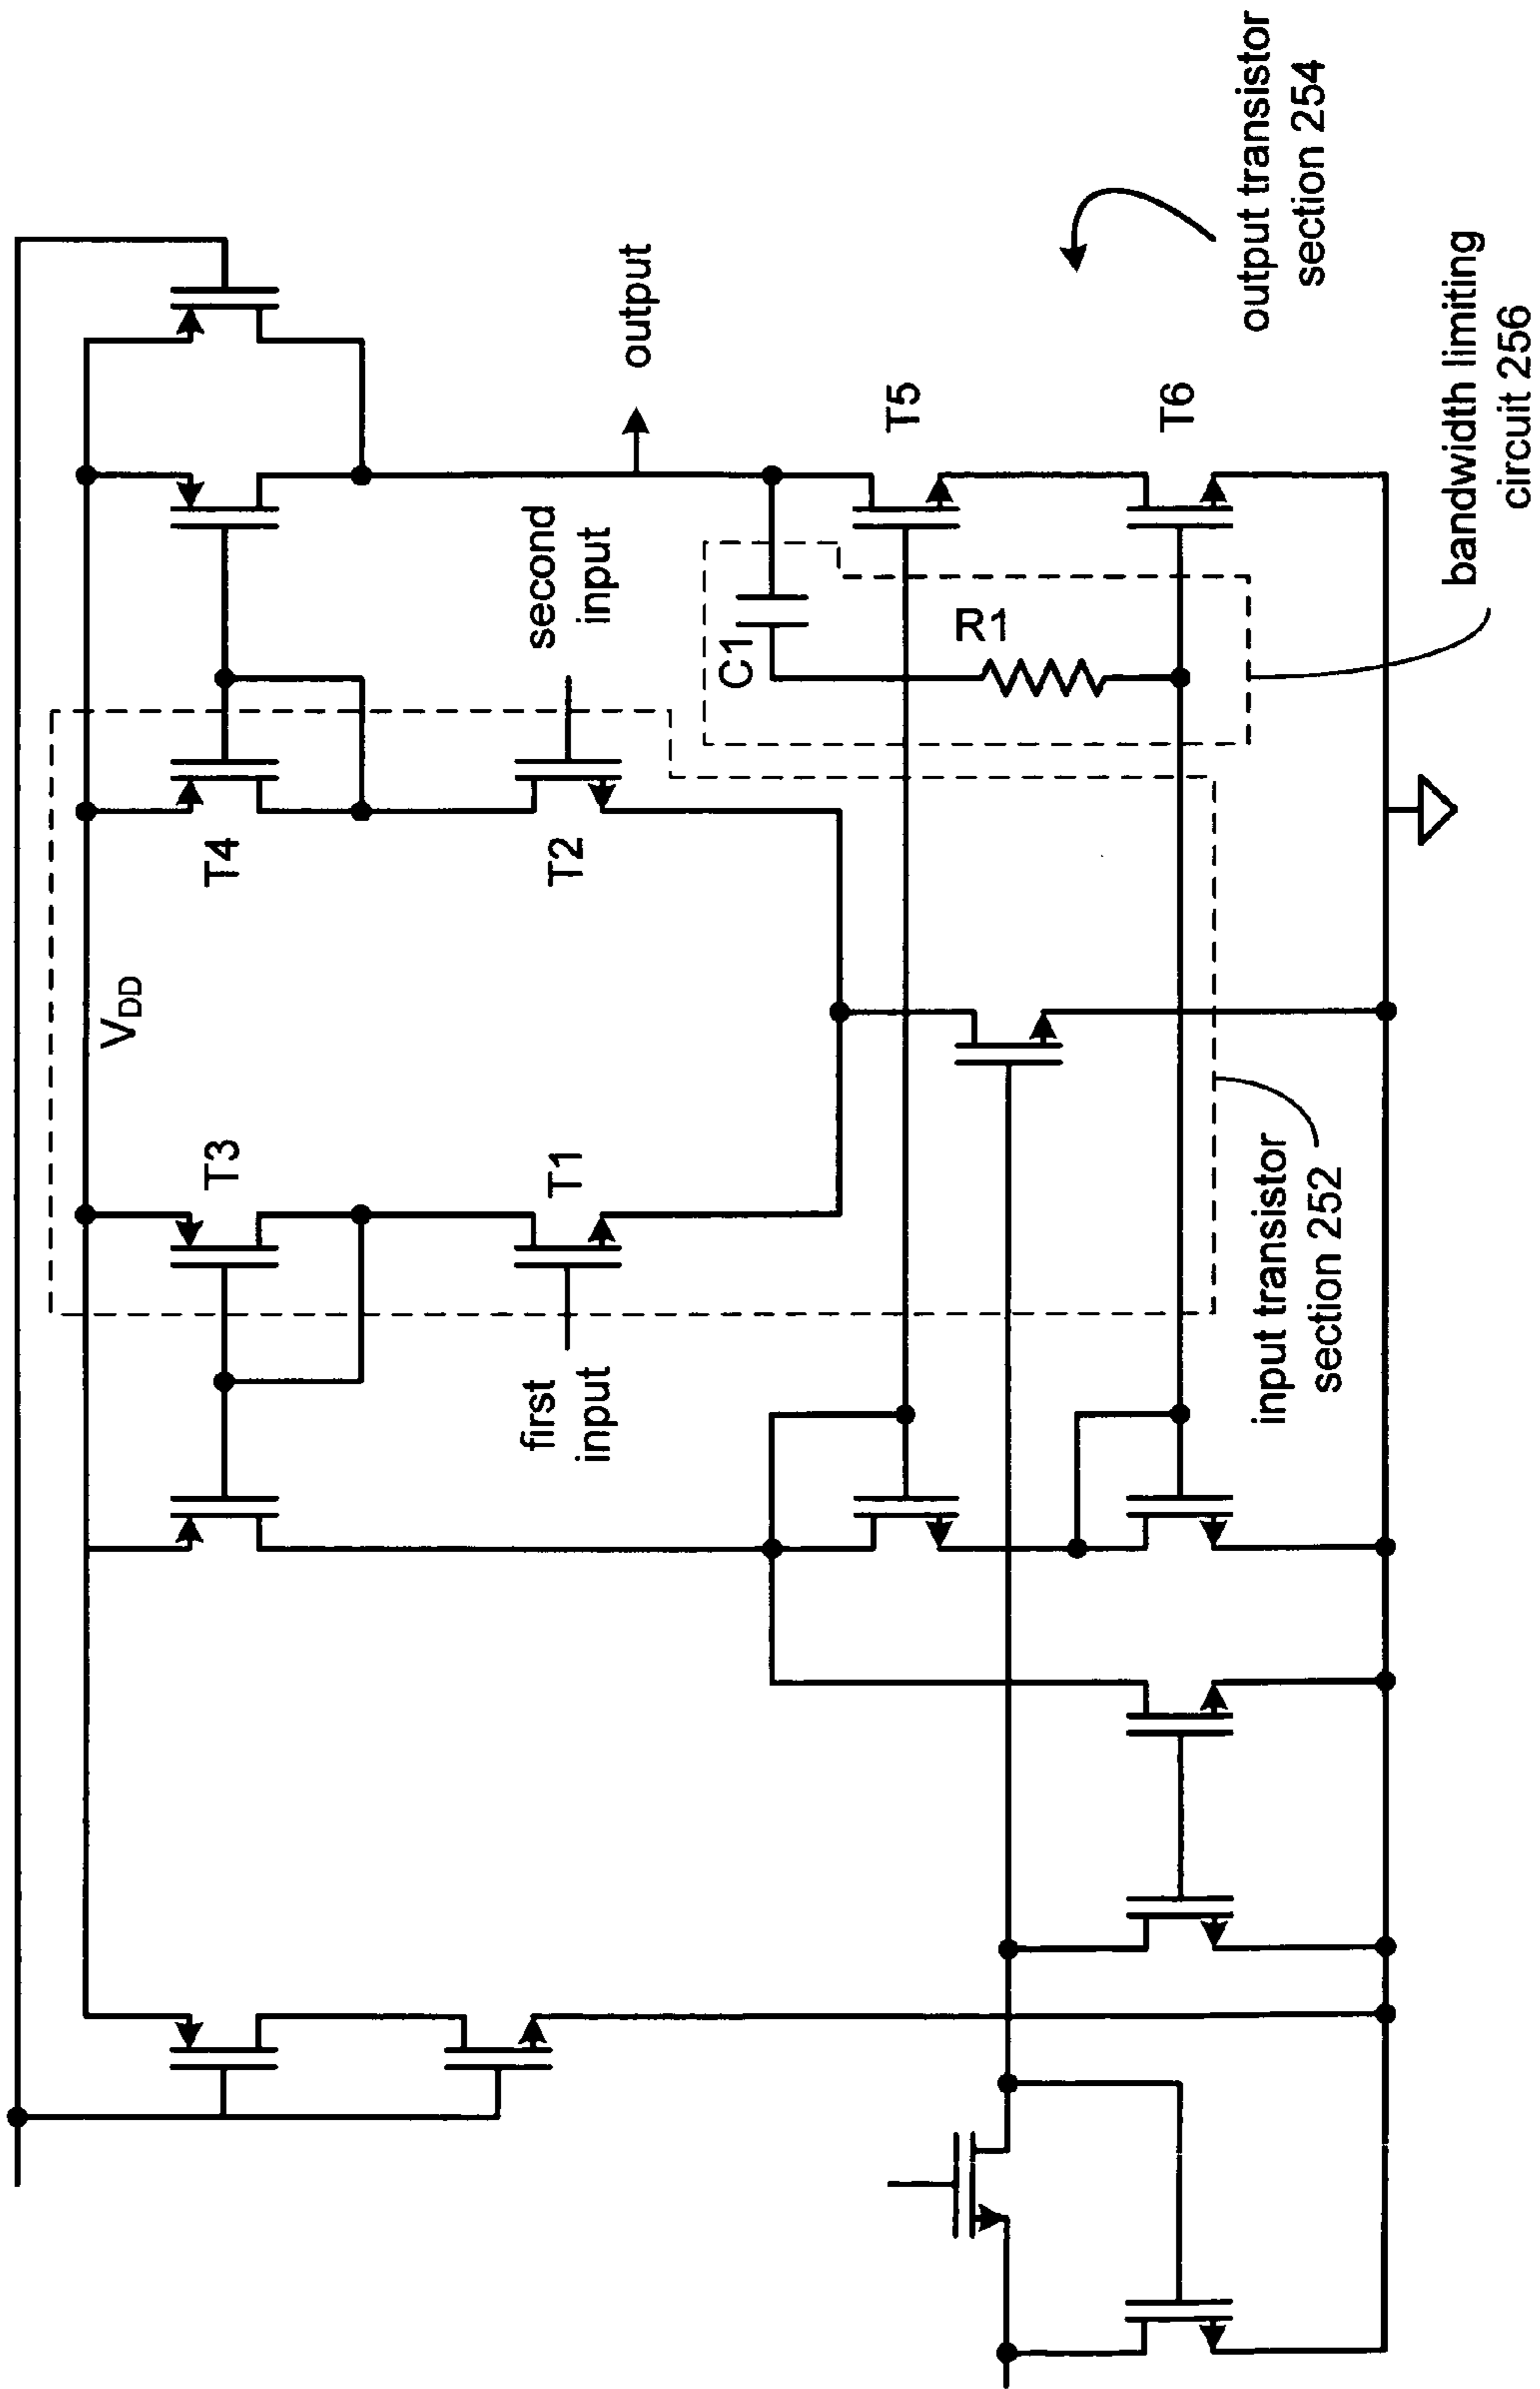 V_DD
T3
T4
T1
T2
first
input
second
input
output
C1
R1
T5
T6
input transistor
section 252
output transistor
section 254
bandwidth limiting
circuit 256